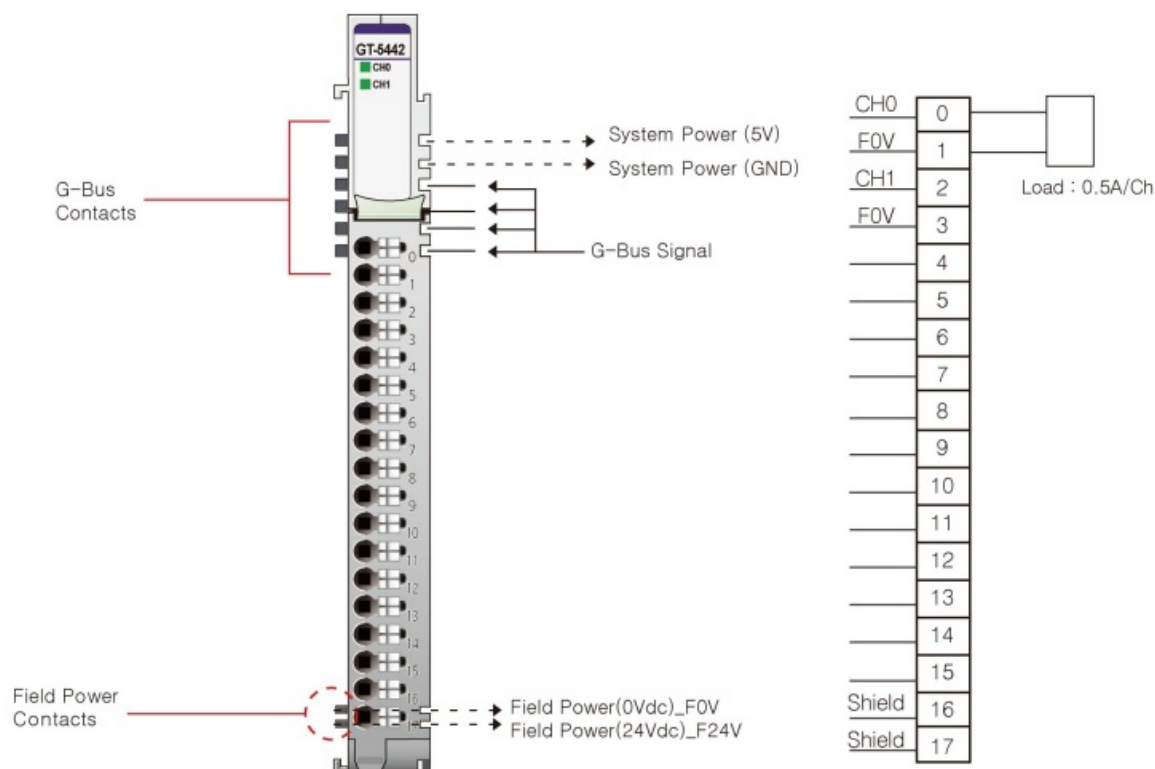 GT-5442
CH0
CH1
System Power (5V)
System Power (GND)
G-Bus
Contacts
G-Bus Signal
0
1
2
3
4
5
6
7
8
9
10
11
12
13
14
15
16
17
Field Power
Contacts
Field Power(0Vdc)_F0V
Field Power(24Vdc)_F24V
CH0 0
F0V 1
CH1 2
F0V 3
4
5
6
7
8
9
10
11
12
13
14
15
Shield 16
Shield 17
Load : 0.5A/Ch